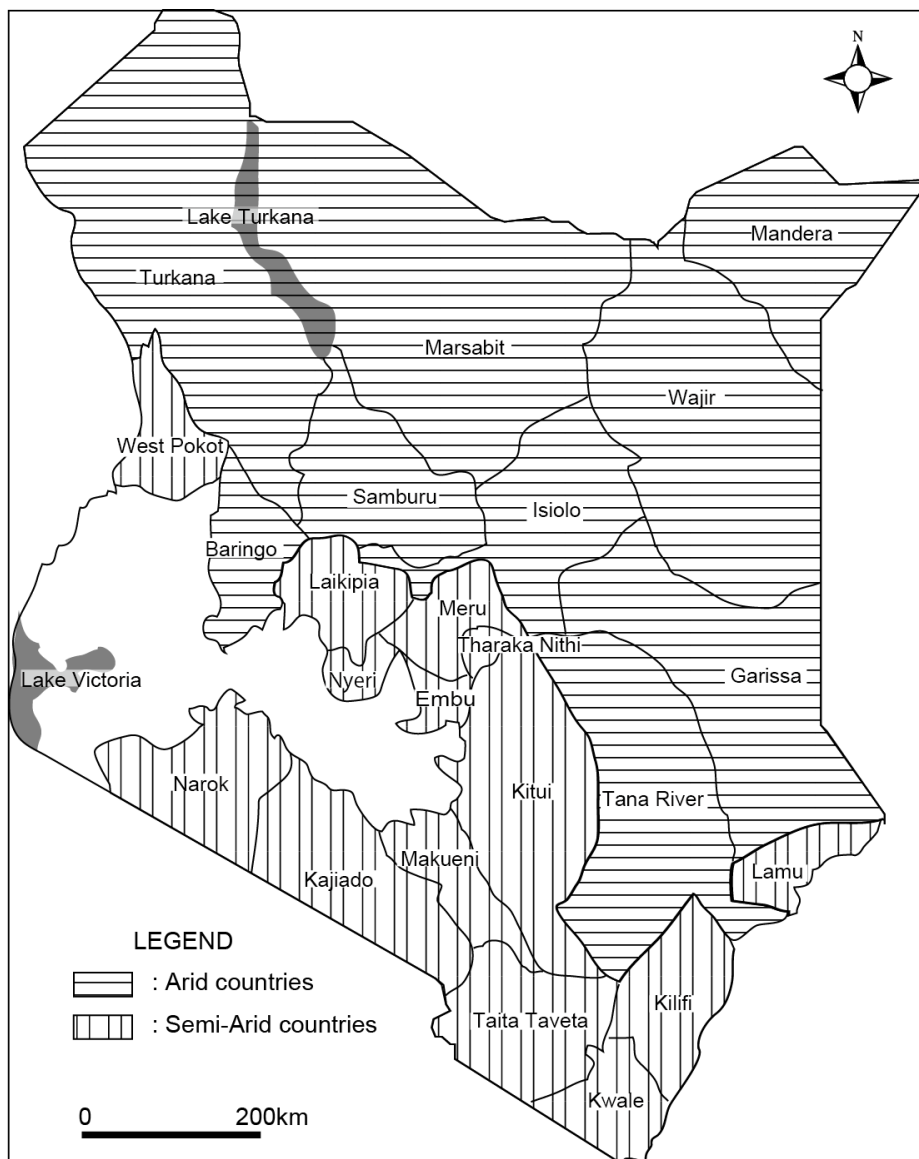 N
Mandera
Lake Turkana
Turkana
Marsabit
Wajir
West Pokot
Samburu
Isiolo
Baringo
Laikipia
Meru
Tharaka Nithi
Garissa
Lake Victoria
Nyeri
Embu
Narok
Kitui
Tana River
Makueni
Lamu
Kajiado
LEGEND
: Arid countries
: Semi-Arid countries
Kilifi
Taita Taveta
Kwale
0 200km